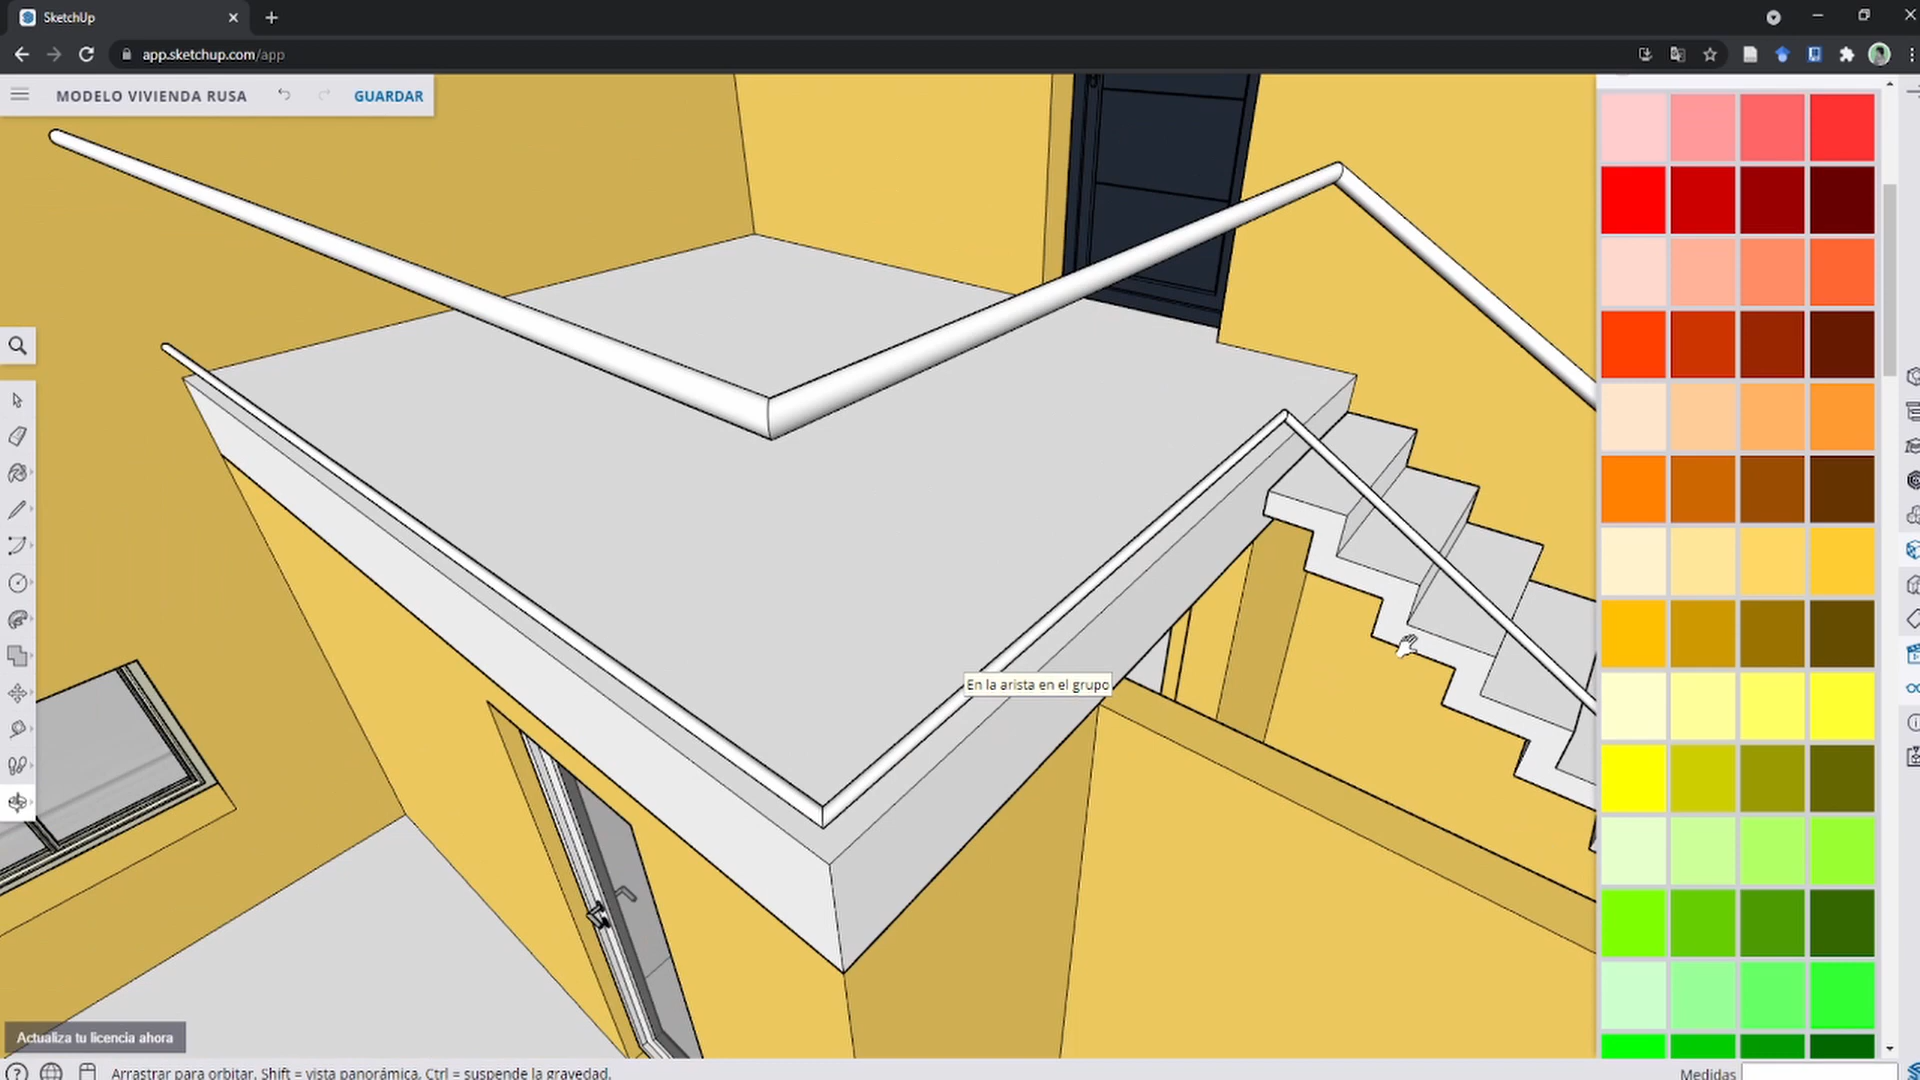 SketchUp
app.sketchup.com/app
MODELO VIVIENDA RUSA
GUARDAR
En la arista en el grupo
Actualiza tu licencia ahora
Arrastrar para orbitar. Shift = vista panorámica, Ctrl = suspende la gravedad.
Medidas